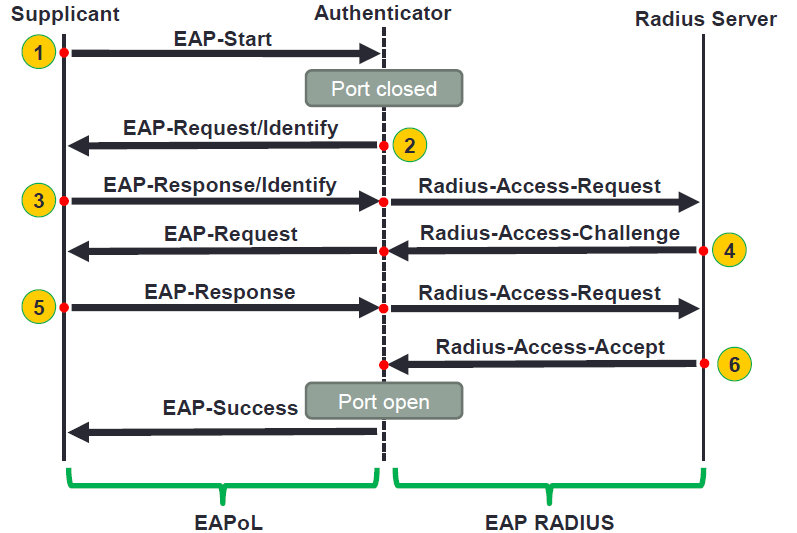 Supplicant
Authenticator
Radius Server
1
EAP-Start
Port closed
EAP-Request/Identify
2
3
EAP-Response/Identify
Radius-Access-Request
EAP-Request
Radius-Access-Challenge
4
5
EAP-Response
Radius-Access-Request
Radius-Access-Accept
6
Port open
EAP-Success
EAPoL
EAP RADIUS